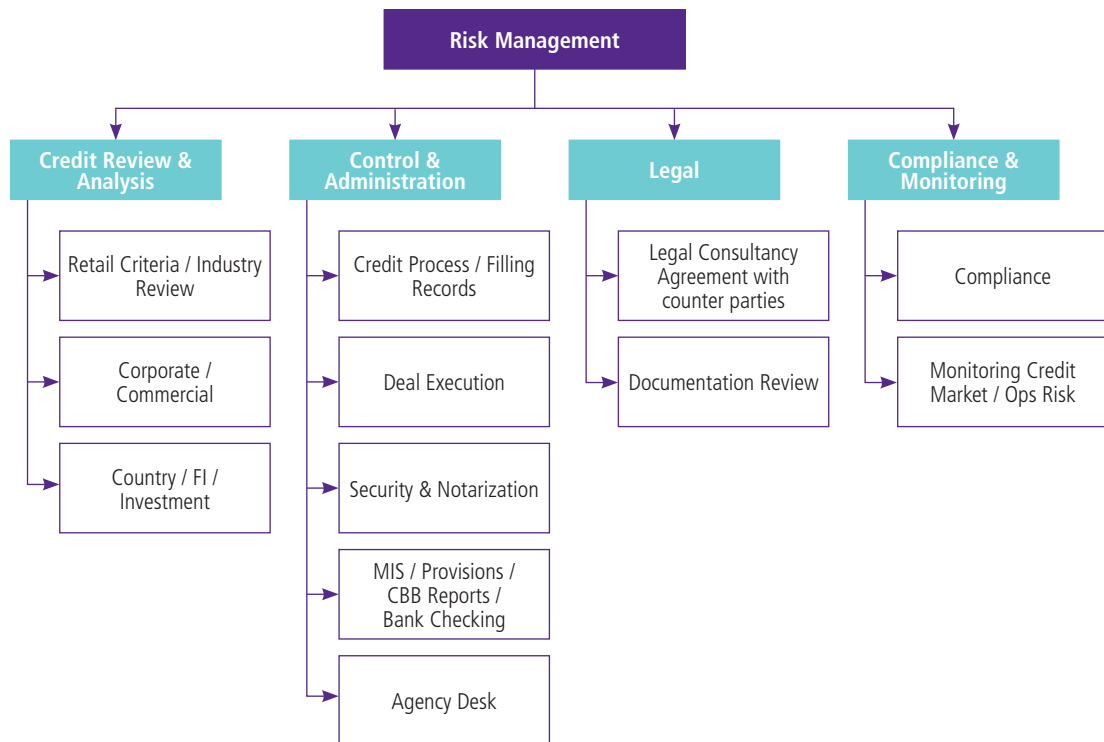 Risk Management
Credit Review &
Analysis
Retail Criteria / Industry
Review
Corporate /
Commercial
Country / FI /
Investment
Control &
Administration
Credit Process / Filling
Records
Deal Execution
Security & Notarization
MIS / Provisions /
CBB Reports /
Bank Checking
Agency Desk
Legal
Legal Consultancy
Agreement with
counter parties
Documentation Review
Compliance &
Monitoring
Compliance
Monitoring Credit
Market / Ops Risk